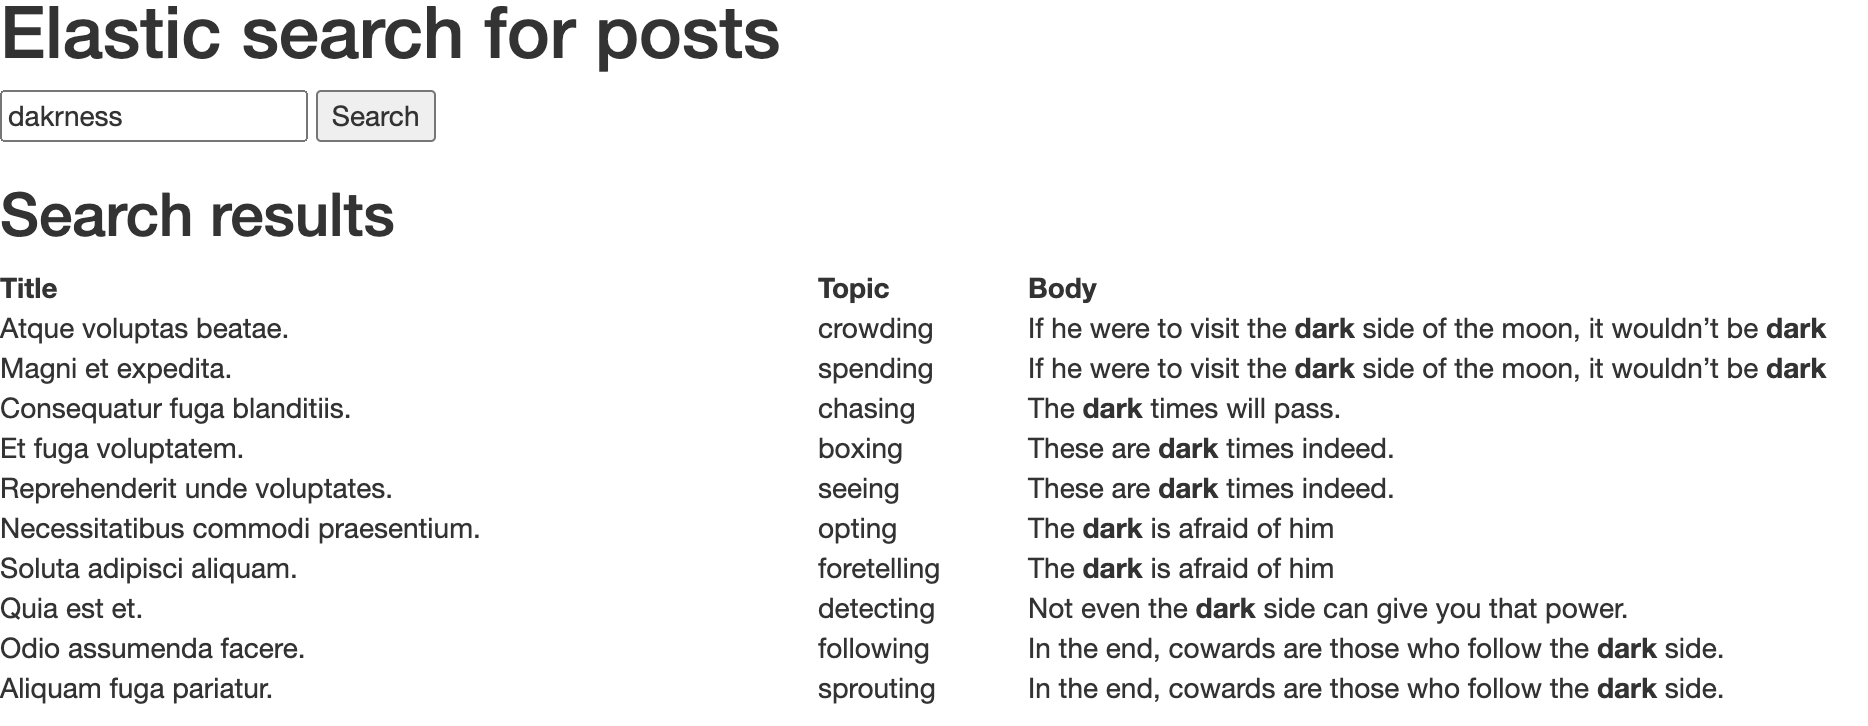 Elastic search for posts
dakrness Search
Search results
Title Topic Body
Atque voluptas beatae. crowding If he were to visit the dark side of the moon, it wouldn’t be dark
Magni et expedita. spending If he were to visit the dark side of the moon, it wouldn’t be dark
Consequatur fuga blanditiis. chasing The dark times will pass.
Et fuga voluptatem. boxing These are dark times indeed.
Reprehenderit unde voluptates. seeing These are dark times indeed.
Necessitatibus commodi praesentium. opting The dark is afraid of him
Soluta adipisci aliquam. foretelling The dark is afraid of him
Quia est et. detecting Not even the dark side can give you that power.
Odio assumenda facere. following In the end, cowards are those who follow the dark side.
Aliquam fuga pariatur. sprouting In the end, cowards are those who follow the dark side.